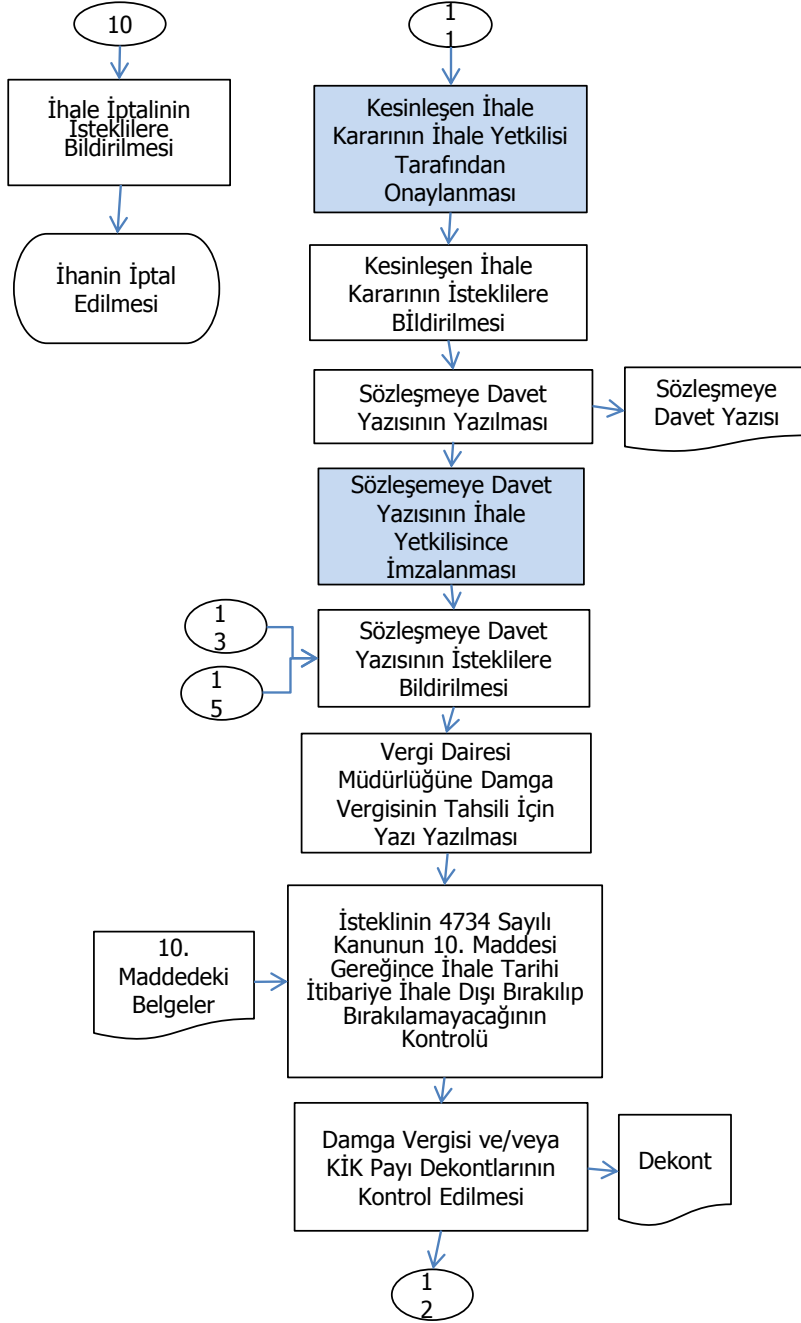 10
İhale İptalinin
İsteklilere
Bildirilmesi
İhanin İptal
Edilmesi
1
1
Kesinleşen İhale
Kararının İhale Yetkilisi
Tarafından
Onaylanması
Kesinleşen İhale
Kararının İsteklilere
Bİldirilmesi
Sözleşmeye Davet
Yazısının Yazılması
Sözleşmeye
Davet Yazısı
Sözleşemeye Davet
Yazısının İhale
Yetkilisince
İmzalanması
1
3
1
5
Sözleşmeye Davet
Yazısının İsteklilere
Bildirilmesi
Vergi Dairesi
Müdürlüğüne Damga
Vergisinin Tahsili İçin
Yazı Yazılması
10.
Maddedeki
Belgeler
İsteklinin 4734 Sayılı
Kanunun 10. Maddesi
Gereğince İhale Tarihi
İtibariye İhale Dışı Bırakılıp
Bırakılamayacağının
Kontrolü
Damga Vergisi ve/veya
KİK Payı Dekontlarının
Kontrol Edilmesi
Dekont
1
2